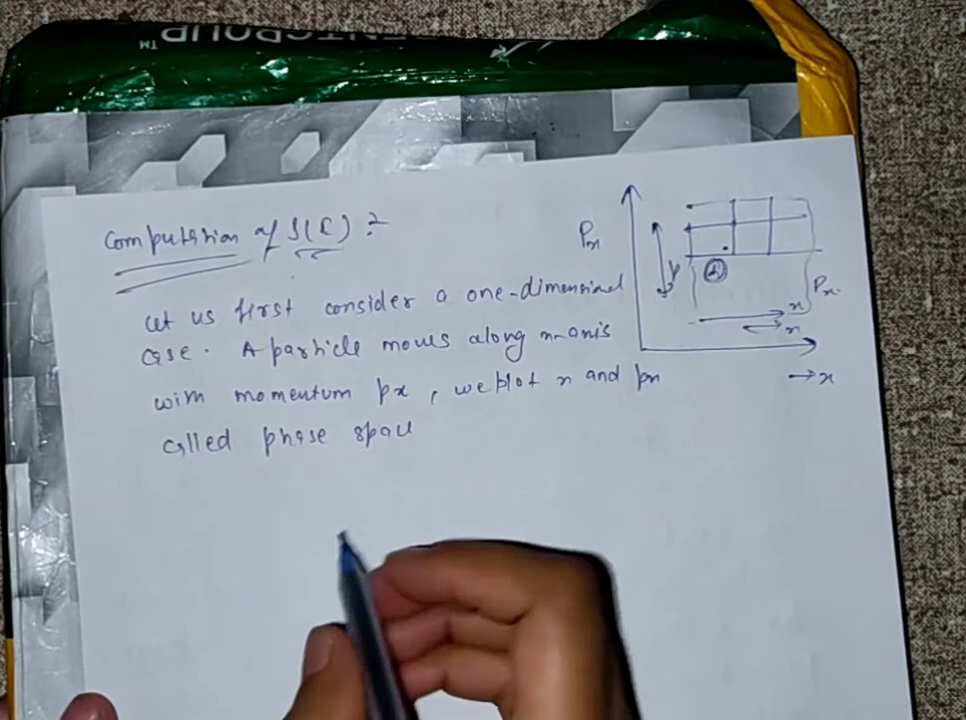 Computation of S(E) ?
Let us first consider a one-dimensional
case. A particle moves along x-axis
with momentum px, we plot x and px
called phase space
Px
x
x
Px
→ x